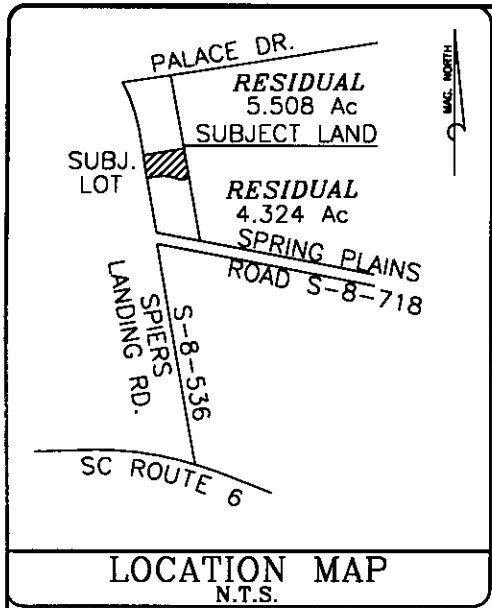 PALACE DR.
RESIDUAL
5.508 Ac
MAG. NORTH
SUBJECT LAND
SUBJ.
LOT
RESIDUAL
4.324 Ac
SPRING PLAINS
ROAD S-8-718
SPIERS
LANDING RD.
S-8-536
SC ROUTE 6
LOCATION MAP
N.T.S.